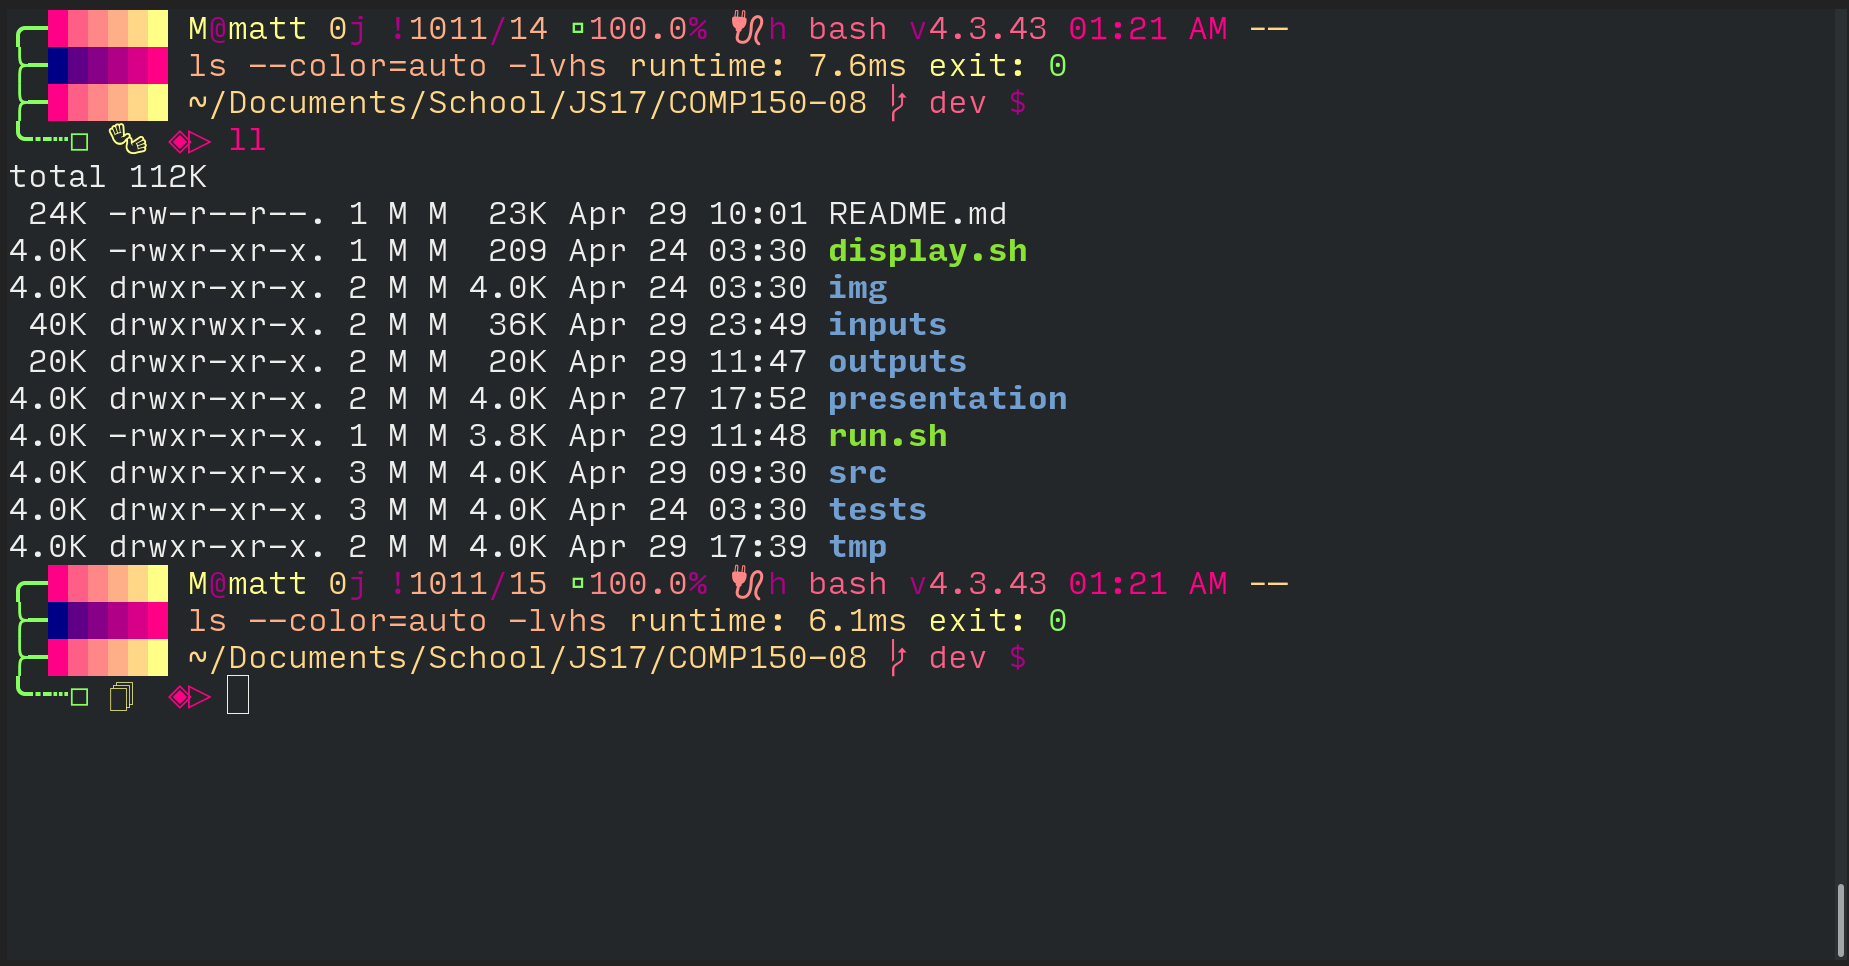 M@matt 0j !1011/14 ▫100.0% h bash v4.3.43 01:21 AM --
ls --color=auto -lvhs runtime: 7.6ms exit: 0
~/Documents/School/JS17/COMP150-08 dev $
ll
total 112K
24K -rw-r--r--. 1 M M 23K Apr 29 10:01 README.md
4.0K -rwxr-xr-x. 1 M M 209 Apr 24 03:30 display.sh
4.0K drwxr-xr-x. 2 M M 4.0K Apr 24 03:30 img
40K drwxrwxr-x. 2 M M 36K Apr 29 23:49 inputs
20K drwxr-xr-x. 2 M M 20K Apr 29 11:47 outputs
4.0K drwxr-xr-x. 2 M M 4.0K Apr 27 17:52 presentation
4.0K -rwxr-xr-x. 1 M M 3.8K Apr 29 11:48 run.sh
4.0K drwxr-xr-x. 3 M M 4.0K Apr 29 09:30 src
4.0K drwxr-xr-x. 3 M M 4.0K Apr 24 03:30 tests
4.0K drwxr-xr-x. 2 M M 4.0K Apr 29 17:39 tmp
M@matt 0j !1011/15 ▫100.0% h bash v4.3.43 01:21 AM --
ls --color=auto -lvhs runtime: 6.1ms exit: 0
~/Documents/School/JS17/COMP150-08 dev $